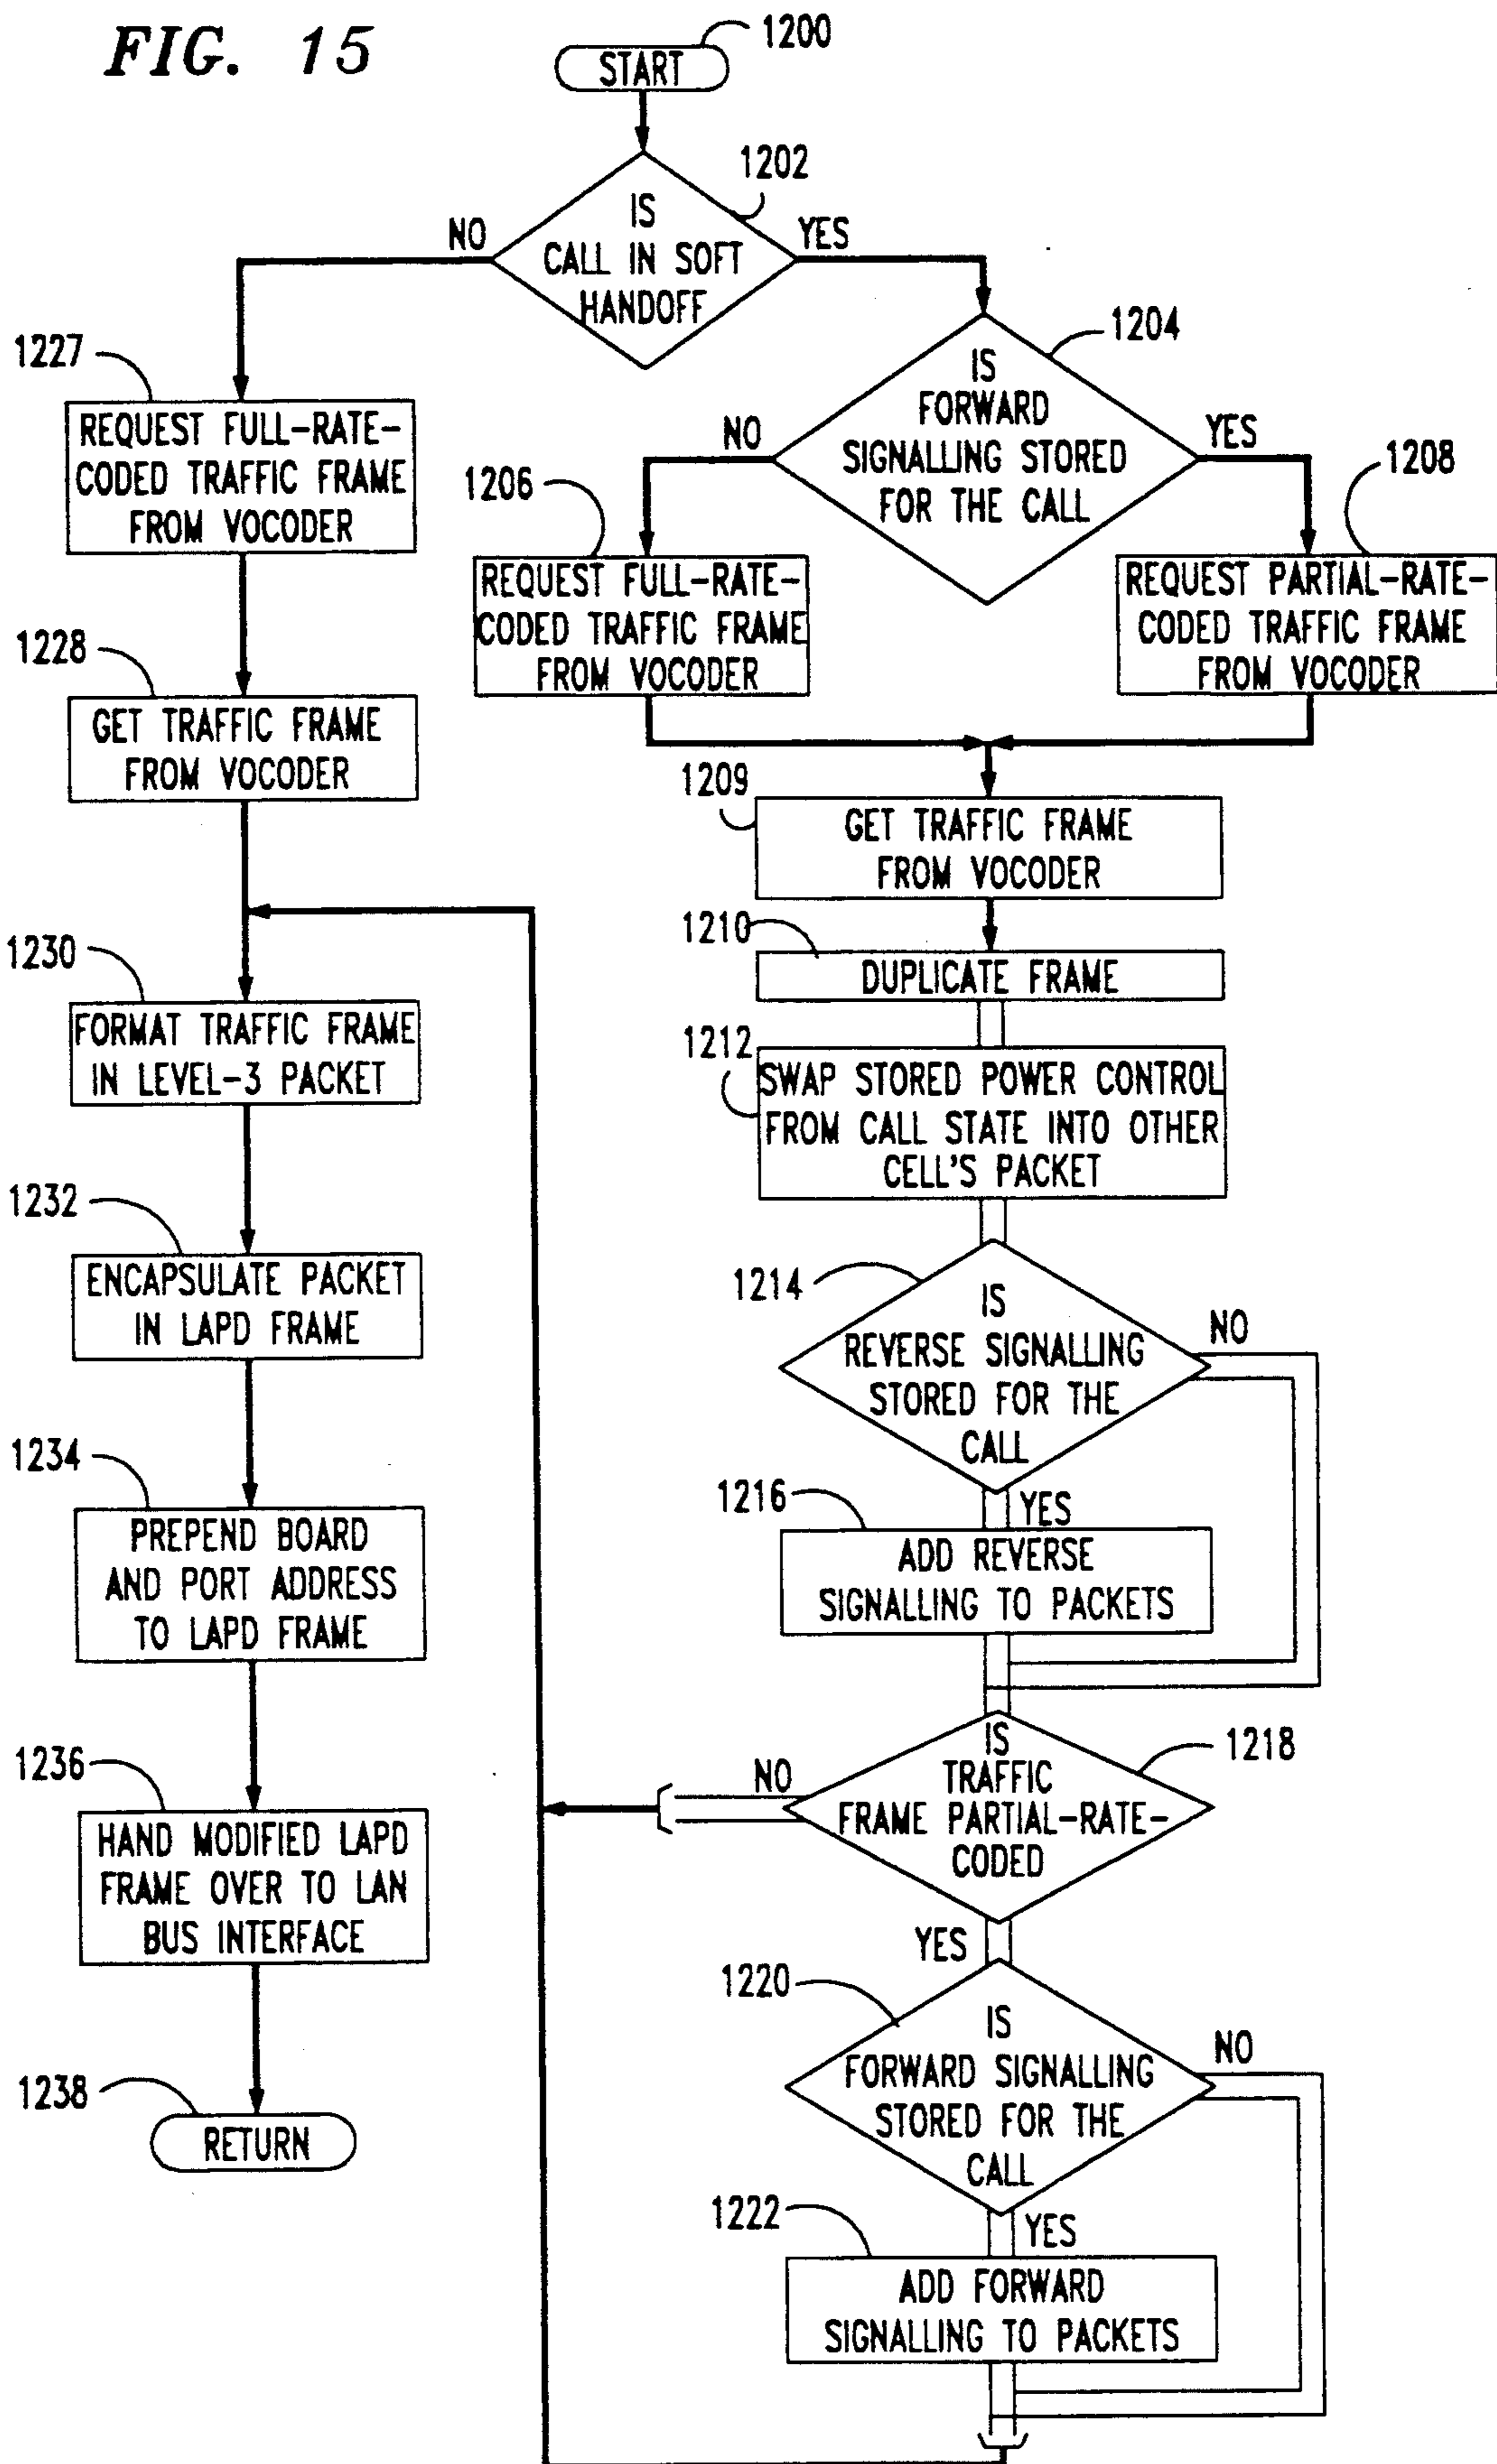 FIG. 15
1200
START
1202
IS
CALL IN SOFT
HANDOFF
NO
YES
1204
IS
FORWARD
SIGNALLING STORED
FOR THE CALL
NO
YES
1227
REQUEST FULL-RATE-
CODED TRAFFIC FRAME
FROM VOCODER
1206
REQUEST FULL-RATE-
CODED TRAFFIC FRAME
FROM VOCODER
1208
REQUEST PARTIAL-RATE-
CODED TRAFFIC FRAME
FROM VOCODER
1228
GET TRAFFIC FRAME
FROM VOCODER
1209
GET TRAFFIC FRAME
FROM VOCODER
1210
DUPLICATE FRAME
1230
FORMAT TRAFFIC FRAME
IN LEVEL-3 PACKET
1212
SWAP STORED POWER CONTROL
FROM CALL STATE INTO OTHER
CELL'S PACKET
1232
ENCAPSULATE PACKET
IN LAPD FRAME
1214
IS
REVERSE SIGNALLING
STORED FOR THE
CALL
NO
YES
1234
PREPEND BOARD
AND PORT ADDRESS
TO LAPD FRAME
1216
ADD REVERSE
SIGNALLING TO PACKETS
1236
HAND MODIFIED LAPD
FRAME OVER TO LAN
BUS INTERFACE
1218
IS
TRAFFIC
FRAME PARTIAL-RATE-
CODED
NO
YES
1238
RETURN
1220
IS
FORWARD SIGNALLING
STORED FOR THE
CALL
NO
YES
1222
ADD FORWARD
SIGNALLING TO PACKETS